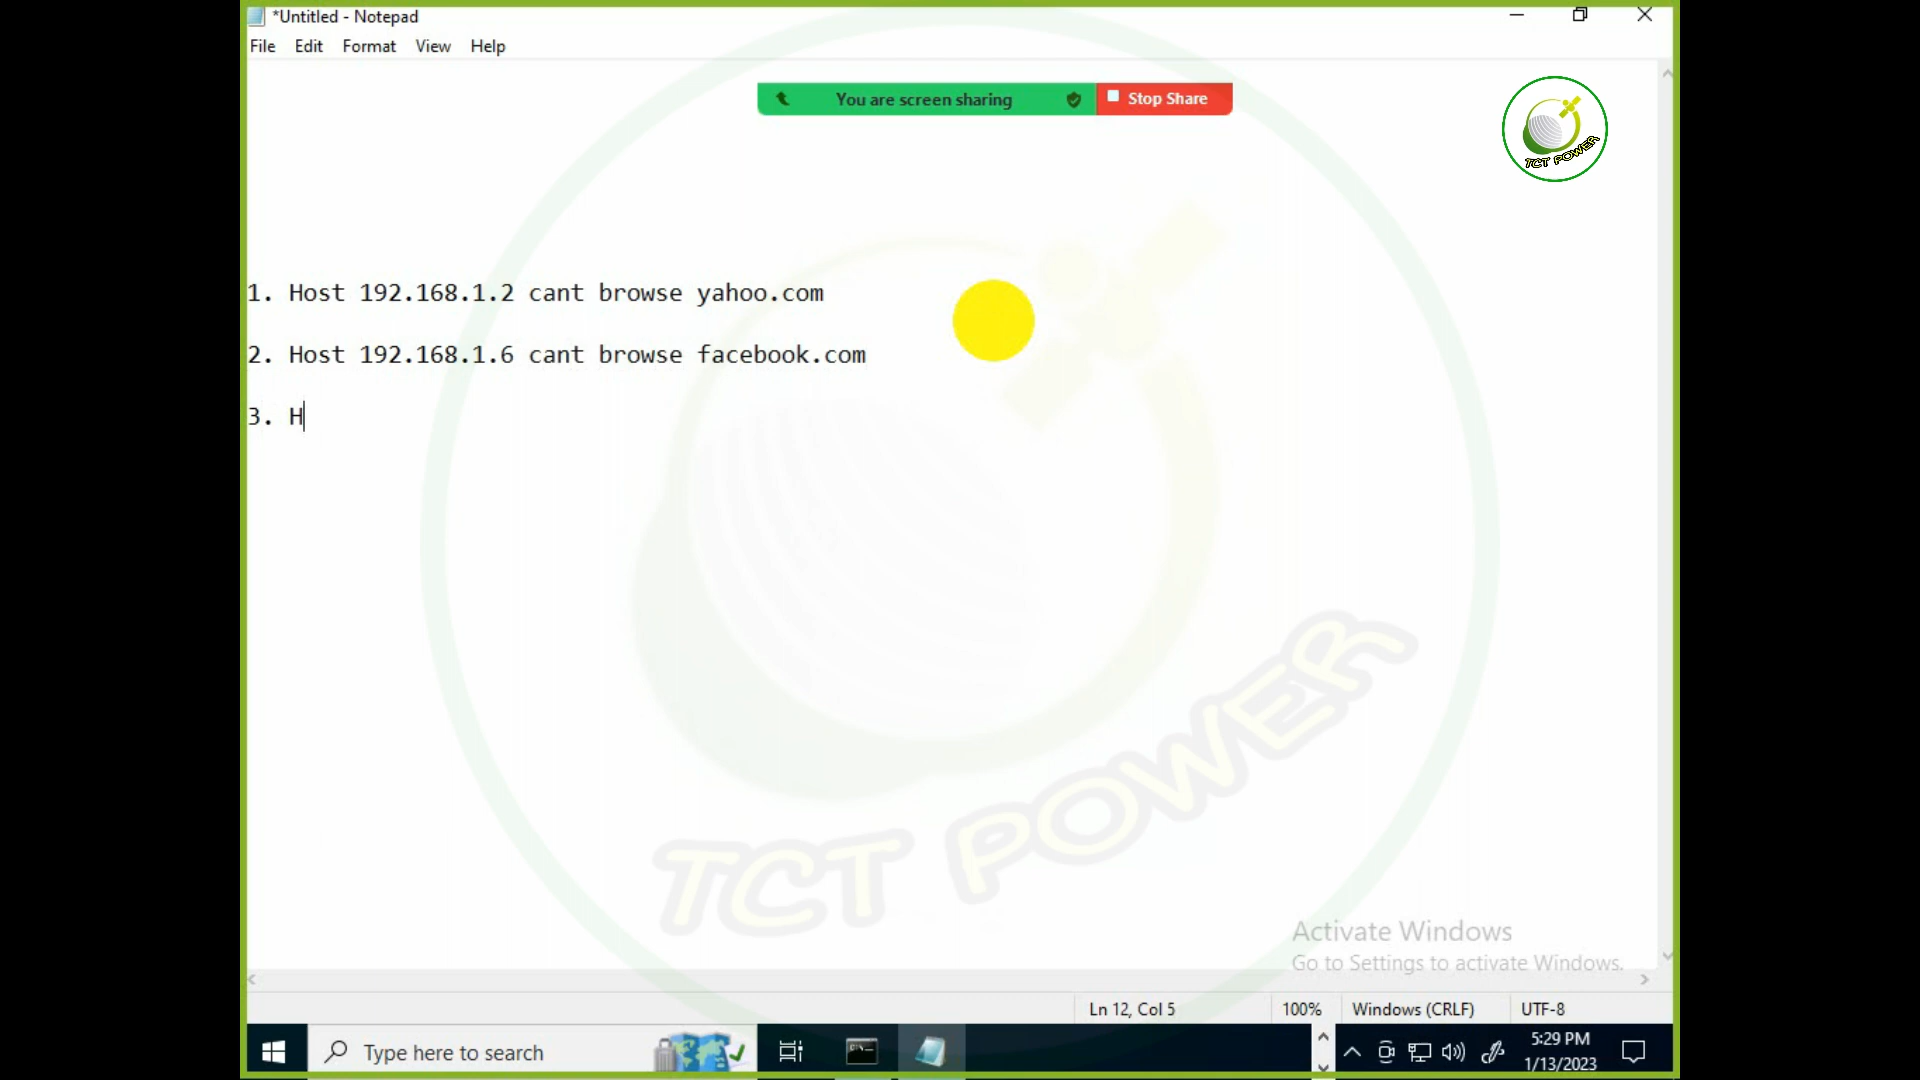 *Untitled - Notepad
File Edit Format View Help
You are screen sharing Stop Share
TCT POWER
1. Host 192.168.1.2 cant browse yahoo.com
2. Host 192.168.1.6 cant browse facebook.com
3. H
TCT POWER
Activate Windows
Go to Settings to activate Windows.
Ln 12, Col 5 100% Windows (CRLF) UTF-8
Type here to search
5:29 PM
1/13/2023